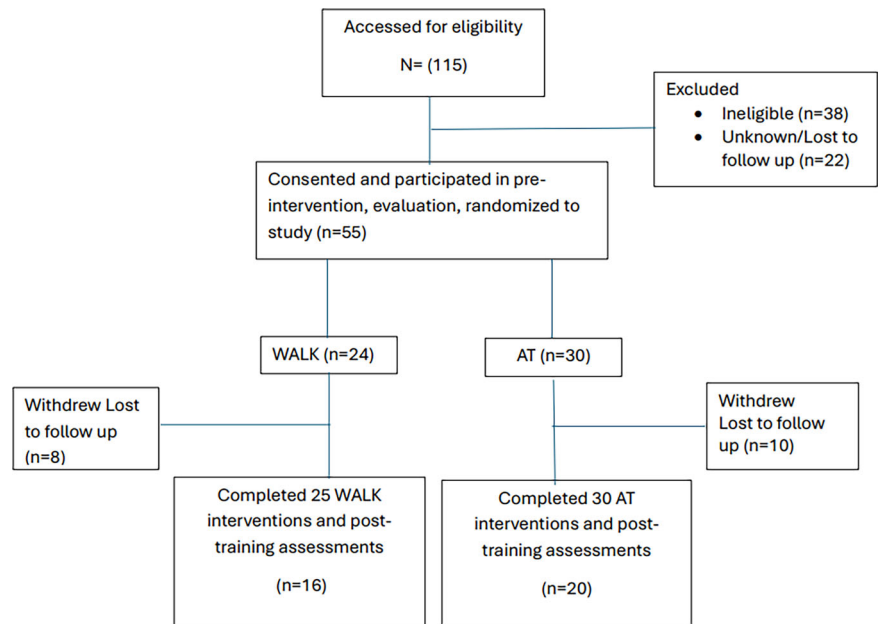 Accessed for eligibility
N= (115)
Excluded
• Ineligible (n=38)
• Unknown/Lost to
follow up (n=22)
Consented and participated in pre-
intervention, evaluation, randomized to
study (n=55)
WALK (n=24)
AT (n=30)
Withdrew Lost
to follow up
(n=8)
Withdrew
Lost to follow
up (n=10)
Completed 25 WALK
interventions and post-
training assessments
(n=16)
Completed 30 AT
interventions and post-
training assessments
(n=20)